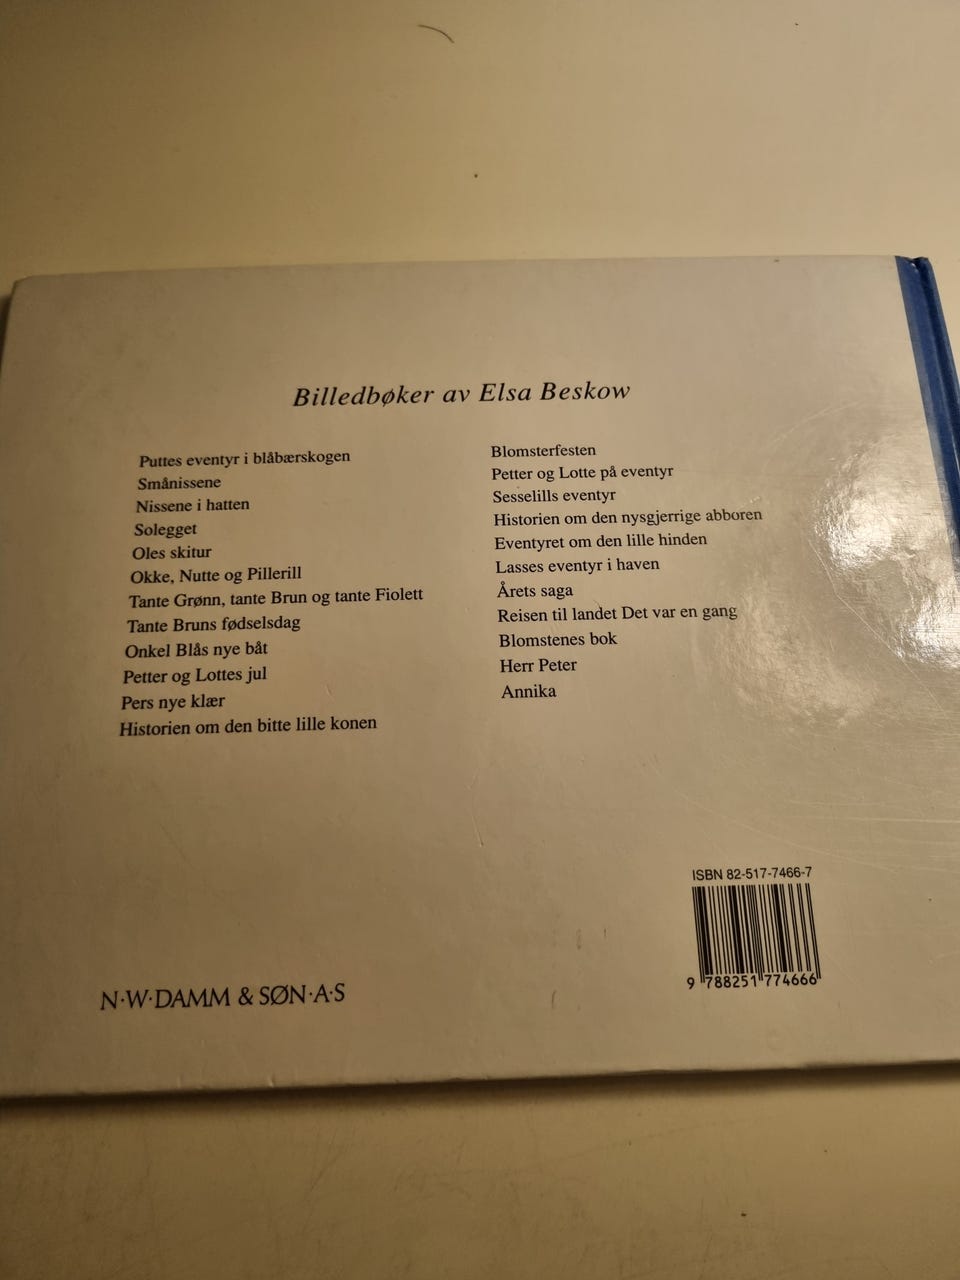 Billedbøker av Elsa Beskow
Puttes eventyr i blåbærskogen
Smånissene
Nissene i hatten
Solegget
Oles skitur
Okke, Nutte og Pillerill
Tante Grønn, tante Brun og tante Fiolett
Tante Bruns fødselsdag
Onkel Blås nye båt
Petter og Lottes jul
Pers nye klær
Historien om den bitte lille konen
Blomsterfesten
Petter og Lotte på eventyr
Sesselills eventyr
Historien om den nysgjerrige abboren
Eventyret om den lille hinden
Lasses eventyr i haven
Årets saga
Reisen til landet Det var en gang
Blomstenes bok
Herr Peter
Annika
ISBN 82-517-7466-7
9 788251 774666
N·W·DAMM & SØN·A·S